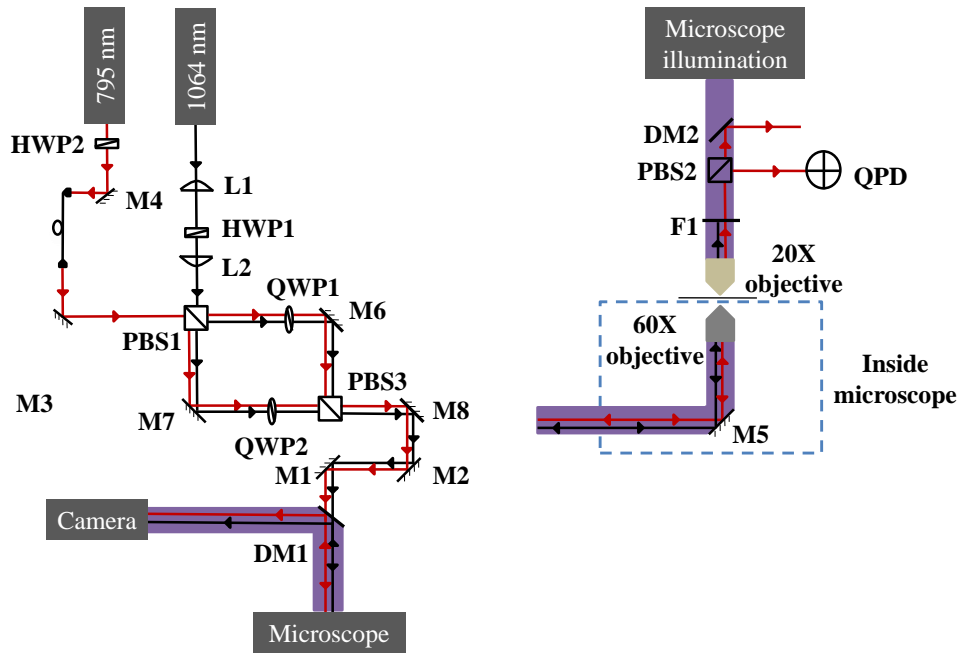 795 nm
1064 nm
HWP2
M4
L1
HWP1
L2
QWP1
M6
PBS1
PBS3
M3
M7
M8
QWP2
M1
M2
Camera
DM1
Microscope
Microscope
illumination
DM2
PBS2
QPD
F1
20X
objective
60X
objective
Inside
microscope
M5